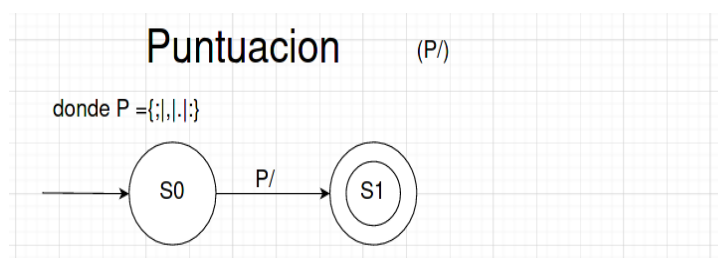 Puntuacion (P/)
donde P ={;|,|.|:}
P/
S0 S1